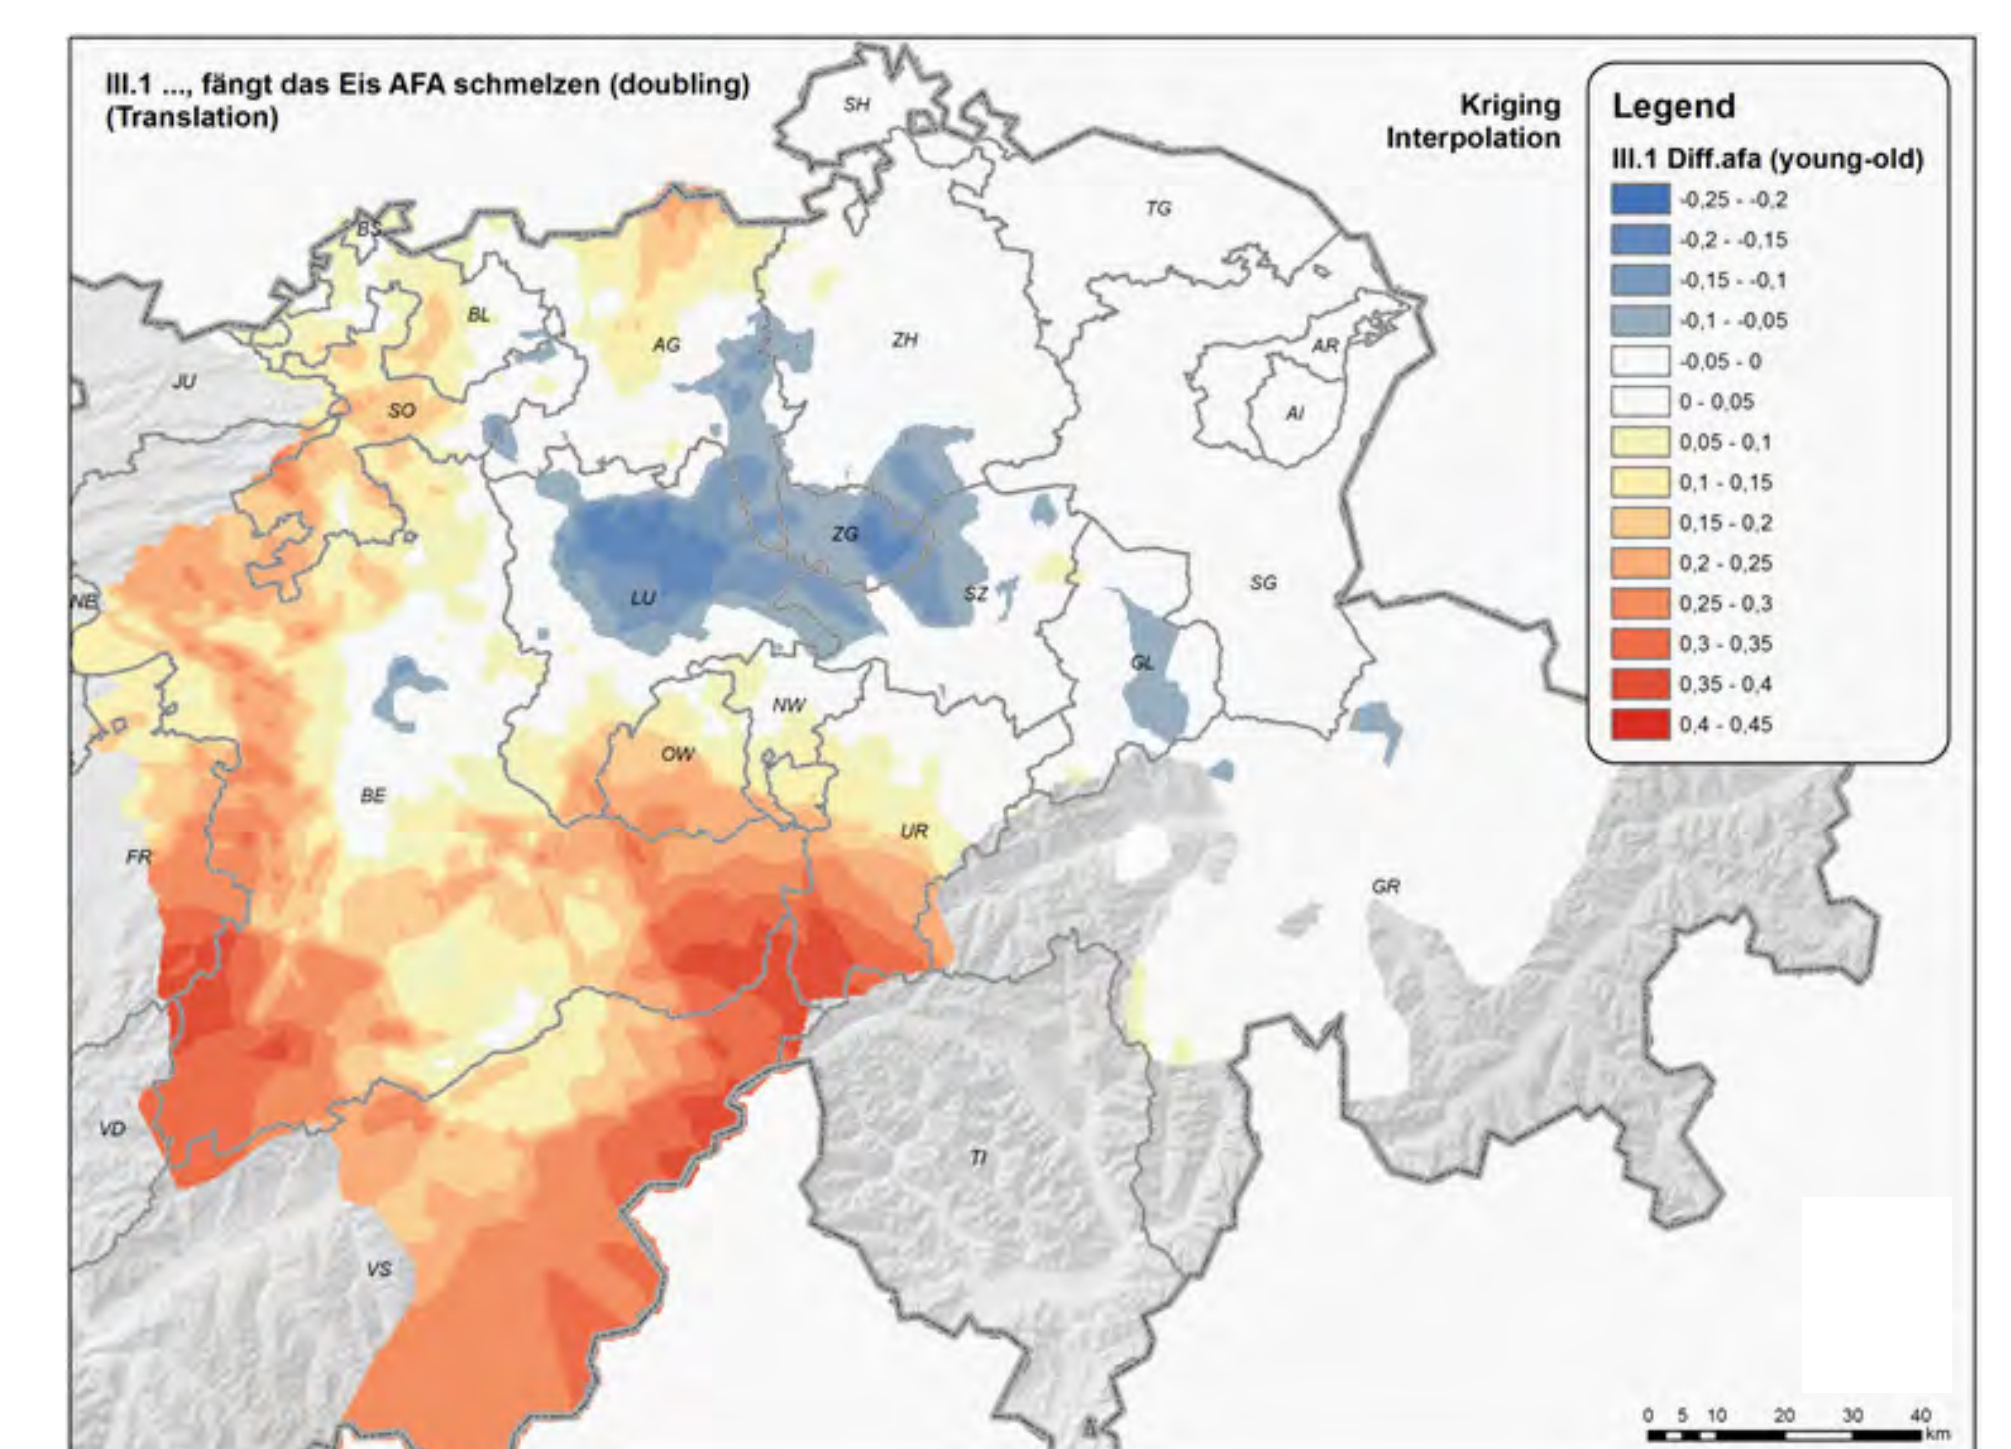 III.1 ..., fängt das Eis AFA schmelzen (doubling)
(Translation)
Kriging
Interpolation
Legend
III.1 Diff.afa (young-old)
-0,25 - -0,2
-0,2 - -0,15
-0,15 - -0,1
-0,1 - -0,05
-0,05 - 0
0 - 0,05
0,05 - 0,1
0,1 - 0,15
0,15 - 0,2
0,2 - 0,25
0,25 - 0,3
0,3 - 0,35
0,35 - 0,4
0,4 - 0,45
SH
TG
BS
BL
AG
ZH
AR
JU
SO
AI
ZG
SG
NE
LU
SZ
GL
NW
OW
BE
UR
FR
GR
VD
TI
VS
0 5 10 20 30 40
km